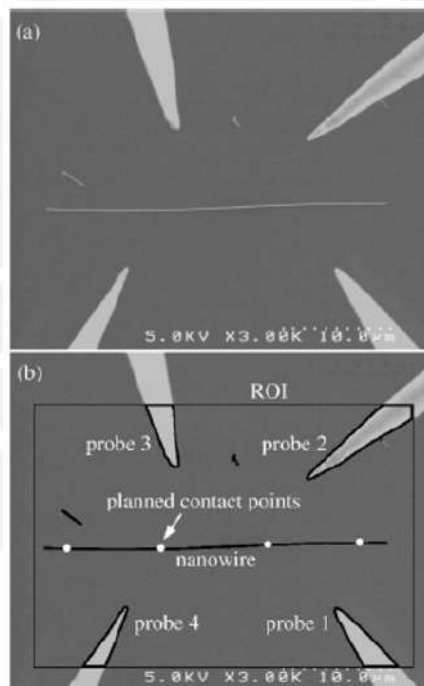 (a)
5.0KV X3.00K 10.0µm
(b)
ROI
probe 3
probe 2
planned contact points
nanowire
probe 4
probe 1
5.0KV X3.00K 10.0µm